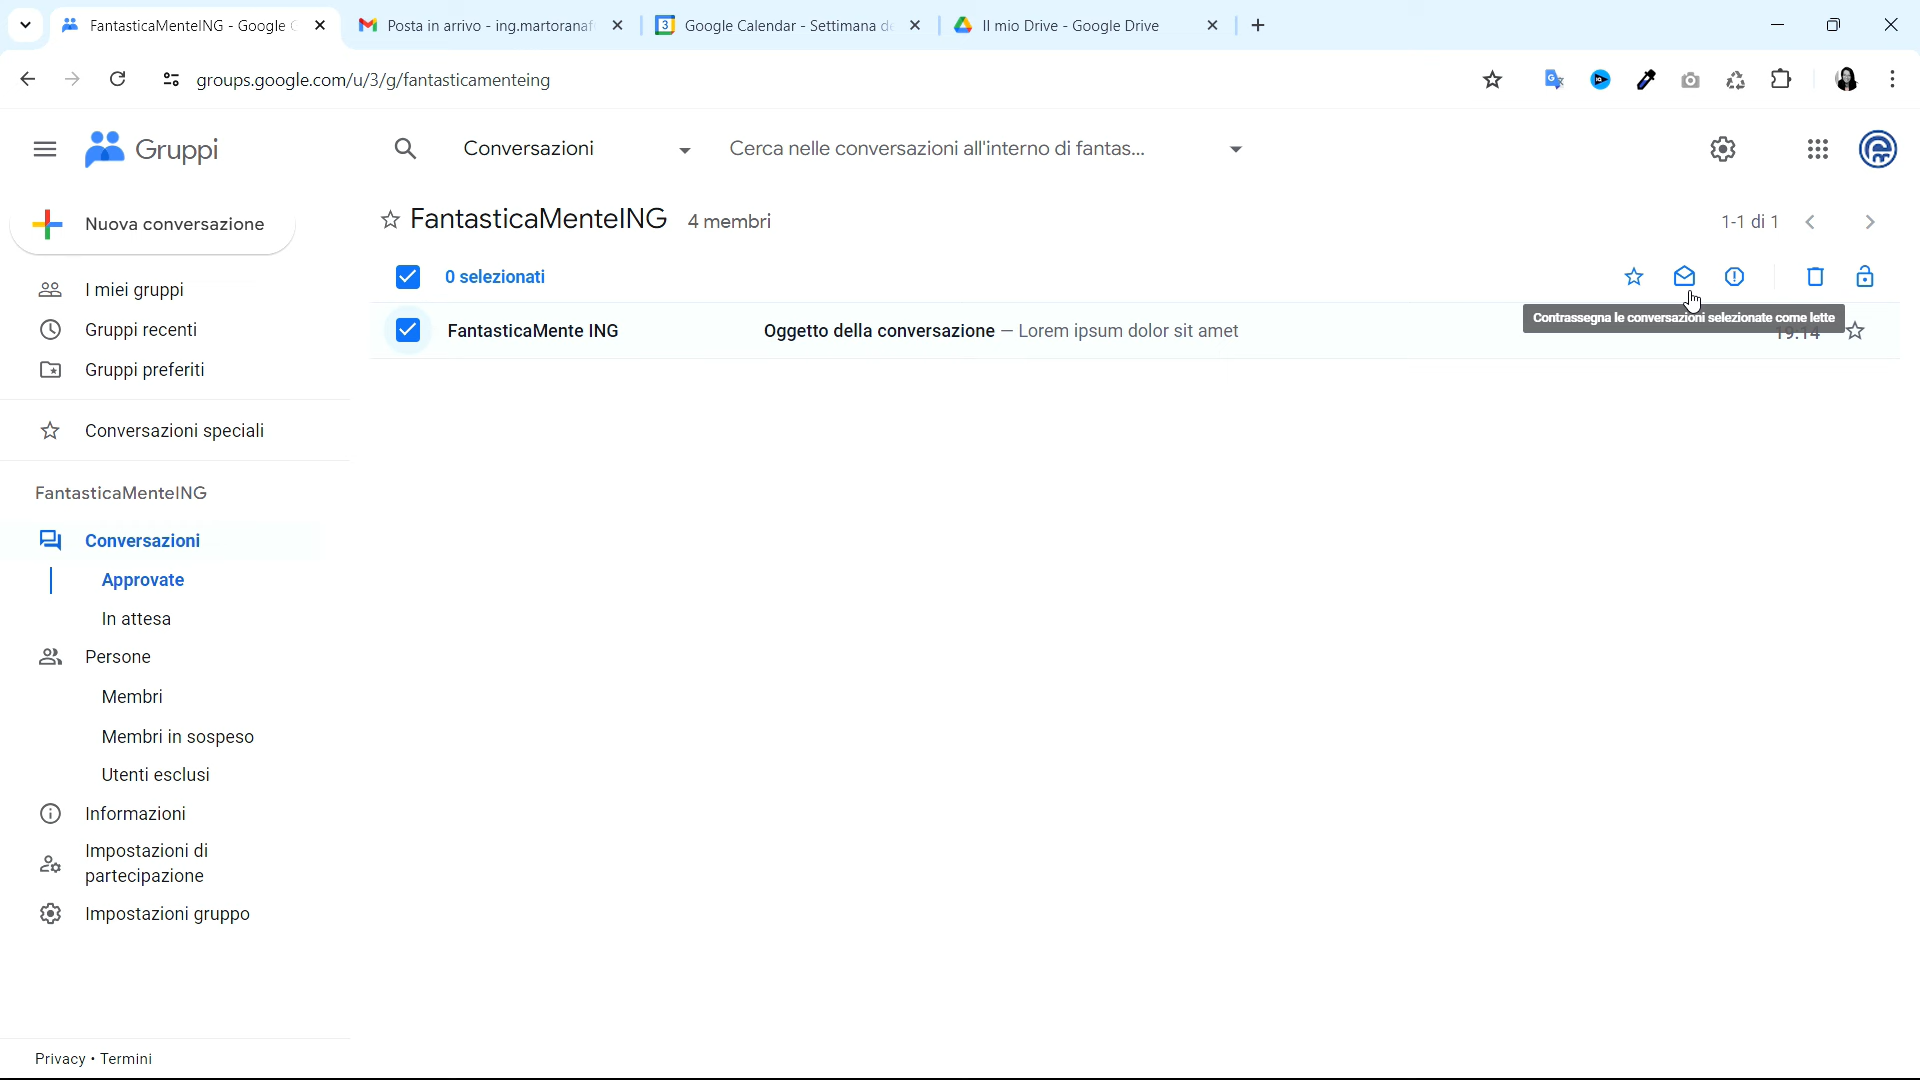 FantasticaMenteING - Google
Posta in arrivo - ing.martorana
Google Calendar - Settimana
Il mio Drive - Google Drive
groups.google.com/u/3/g/fantasticamenteing
Gruppi
Conversazioni
Cerca nelle conversazioni all'interno di fantas...
Nuova conversazione
FantasticaMenteING 4 membri
1-1 di 1
0 selezionati
I miei gruppi
Contrassegna le conversazioni selezionate come lette
FantasticaMente ING Oggetto della conversazione — Lorem ipsum dolor sit amet 19:14
Gruppi recenti
Gruppi preferiti
Conversazioni speciali
FantasticaMenteING
Conversazioni
Approvate
In attesa
Persone
Membri
Membri in sospeso
Utenti esclusi
Informazioni
Impostazioni di
partecipazione
Impostazioni gruppo
Privacy • Termini